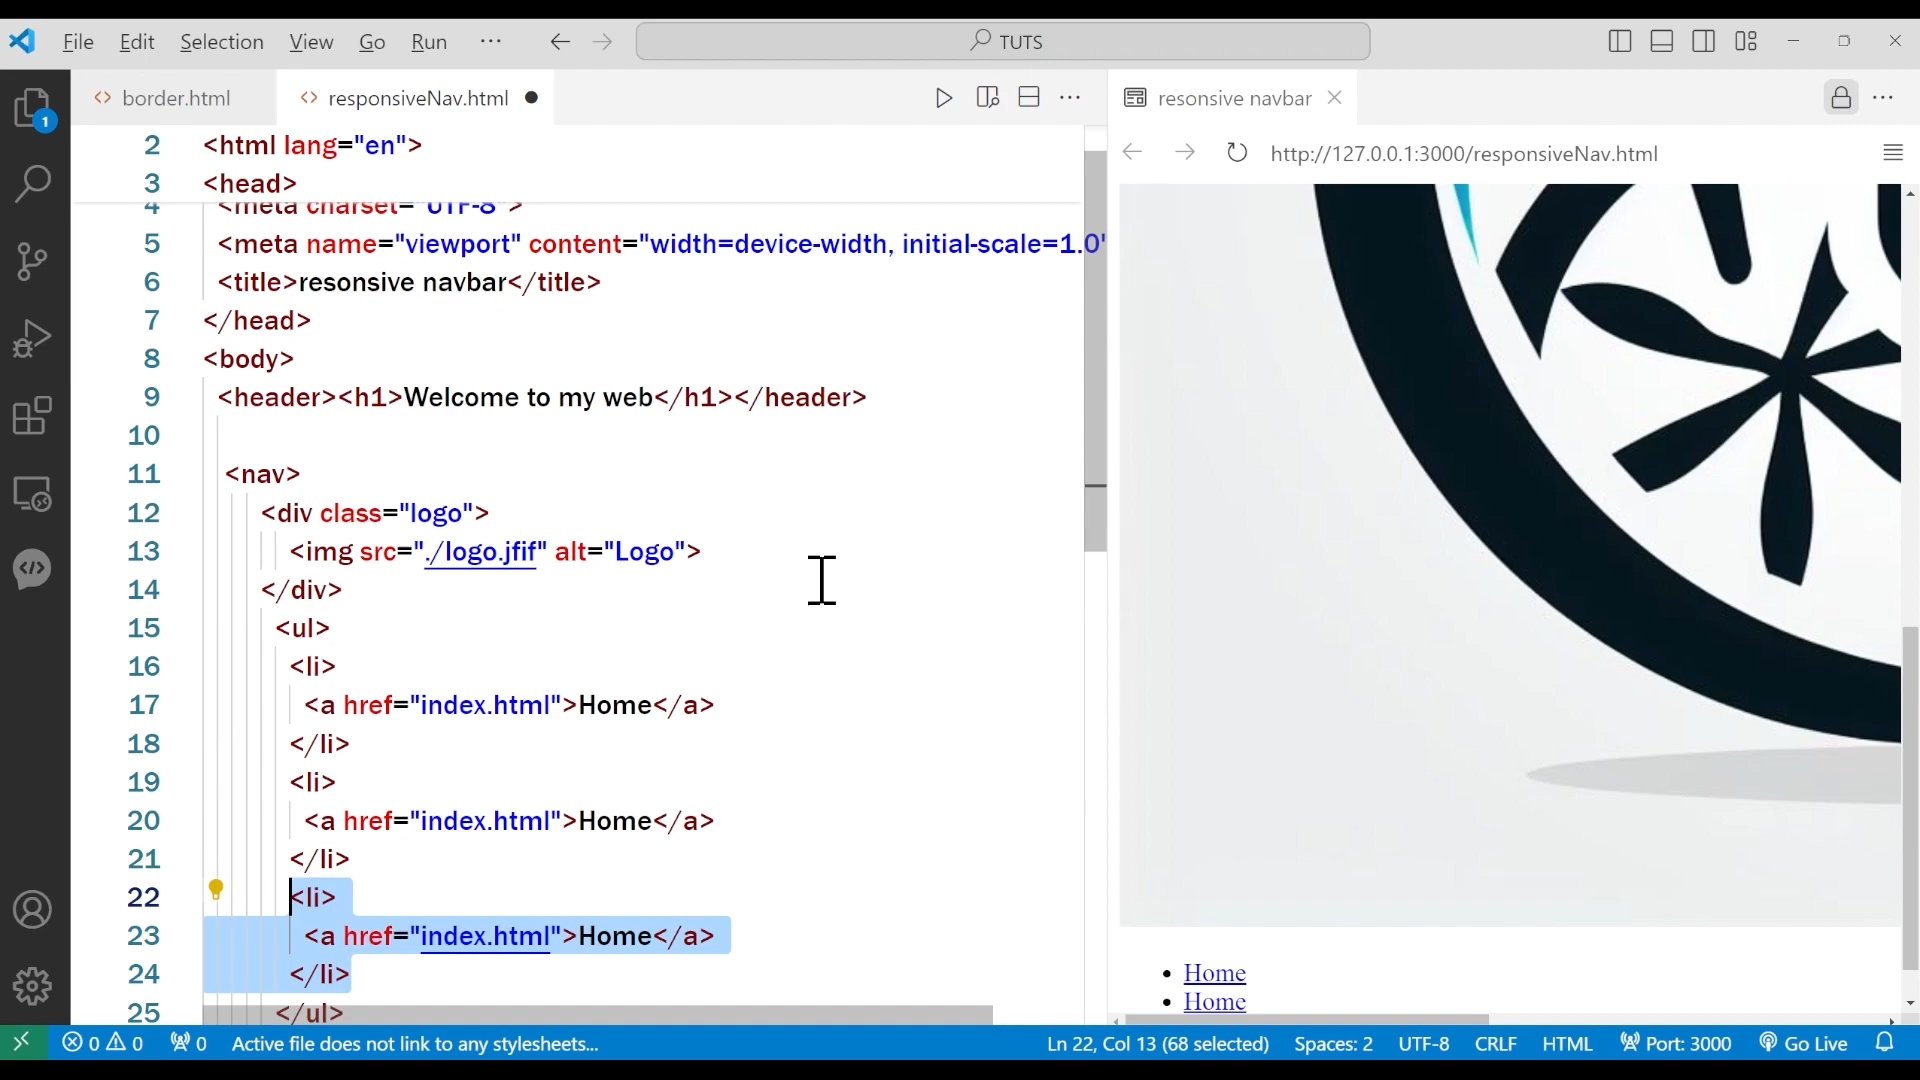 File Edit Selection View Go Run ··· TUTS
border.html responsiveNav.html resonsive navbar
http://127.0.0.1:3000/responsiveNav.html
1
2 <html lang="en">
3 <head>
4 <meta charset="UTF-8">
5 <meta name="viewport" content="width=device-width, initial-scale=1.0"
6 <title>resonsive navbar</title>
7 </head>
8 <body>
9 <header><h1>Welcome to my web</h1></header>
10
11 <nav>
12 <div class="logo">
13 <img src="./logo.jfif" alt="Logo">
14 </div>
15 <ul>
16 <li>
17 <a href="index.html">Home</a>
18 </li>
19 <li>
20 <a href="index.html">Home</a>
21 </li>
22 <li>
23 <a href="index.html">Home</a>
24 </li>
25 </ul>
• Home
• Home
0 0 0 Active file does not link to any stylesheets... Ln 22, Col 13 (68 selected) Spaces: 2 UTF-8 CRLF HTML Port: 3000 Go Live